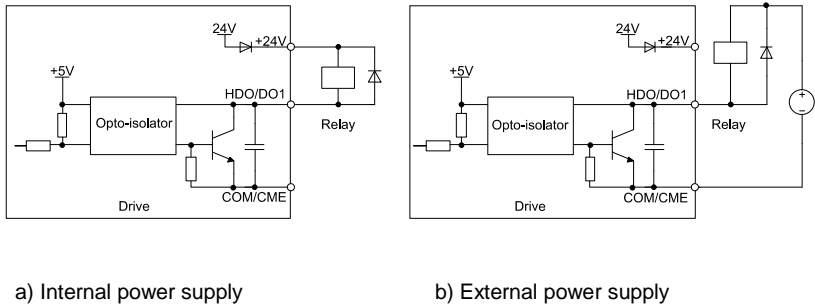 24V
+24V
+5V
HDO/DO1
Opto-isolator
Relay
COM/CME
Drive
24V
+24V
+5V
HDO/DO1
Opto-isolator
Relay
COM/CME
Drive
+
−
a) Internal power supply
b) External power supply